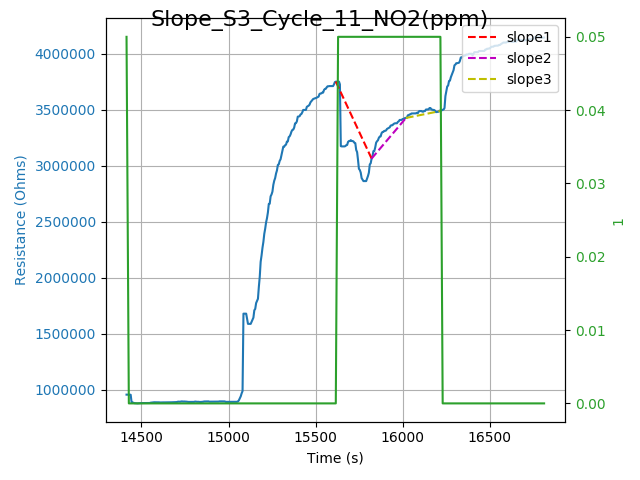 Slope_S3_Cycle_11_NO2(ppm)
slope1
slope2
slope3
Resistance (Ohms)
4000000
3500000
3000000
2500000
2000000
1500000
1000000
0.05
0.04
0.03
0.02
0.01
0.00
1
14500 15000 15500 16000 16500
Time (s)